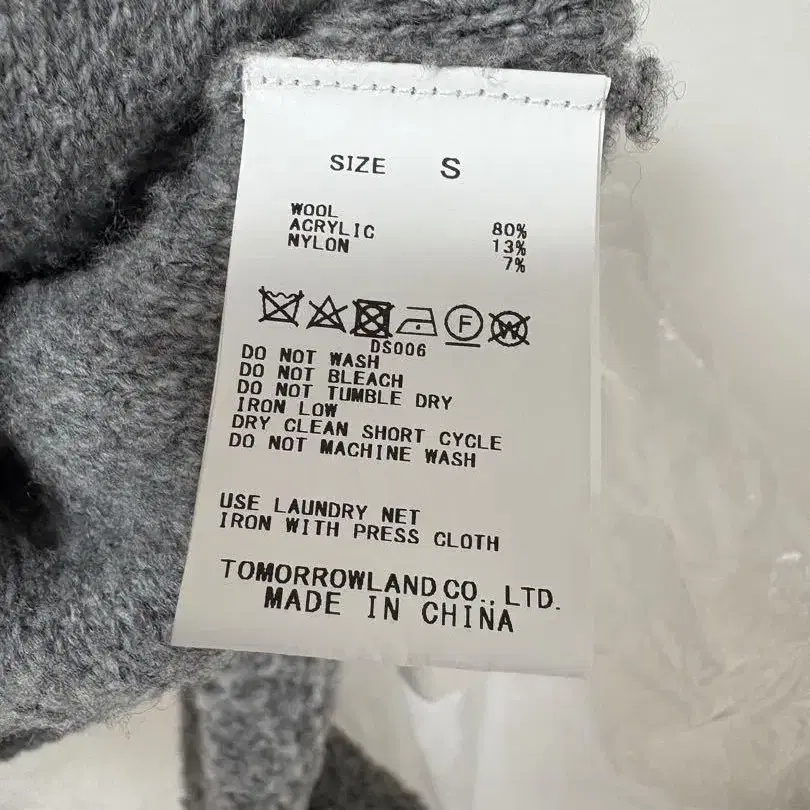 SIZE S
WOOL 80%
ACRYLIC 13%
NYLON 7%
F W
DS006
DO NOT WASH
DO NOT BLEACH
DO NOT TUMBLE DRY
IRON LOW
DRY CLEAN SHORT CYCLE
DO NOT MACHINE WASH
USE LAUNDRY NET
IRON WITH PRESS CLOTH
TOMORROWLAND CO., LTD.
MADE IN CHINA